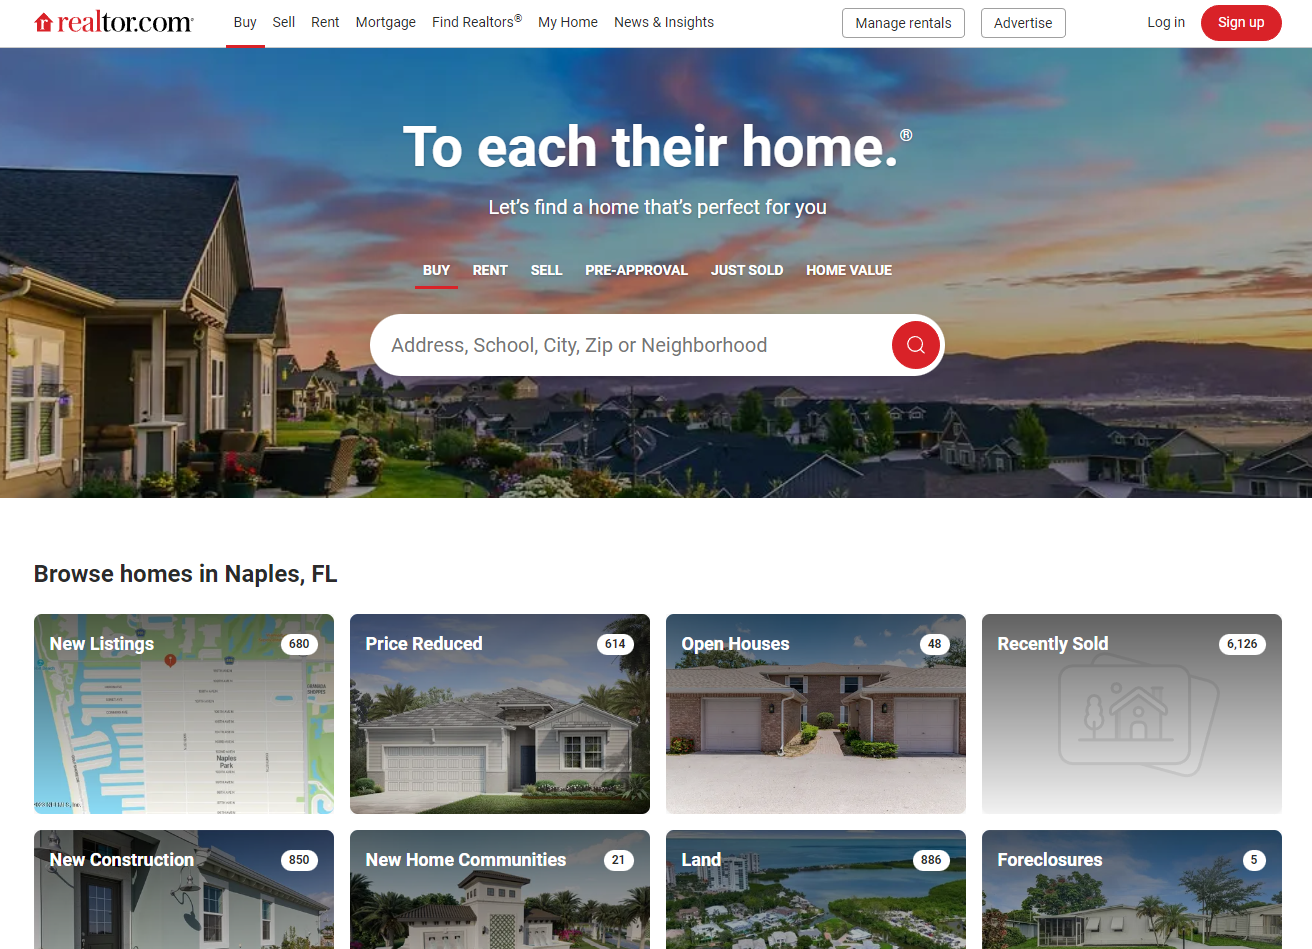 realtor.com
Buy
Sell
Rent
Mortgage
Find Realtors®
My Home
News & Insights
Manage rentals
Advertise
Log in
Sign up
To each their home.®
Let’s find a home that’s perfect for you
BUY
RENT
SELL
PRE-APPROVAL
JUST SOLD
HOME VALUE
Address, School, City, Zip or Neighborhood
Browse homes in Naples, FL
New Listings
680
Naples
Park
Price Reduced
614
Open Houses
48
Recently Sold
6,126
New Construction
850
New Home Communities
21
Land
886
Foreclosures
5